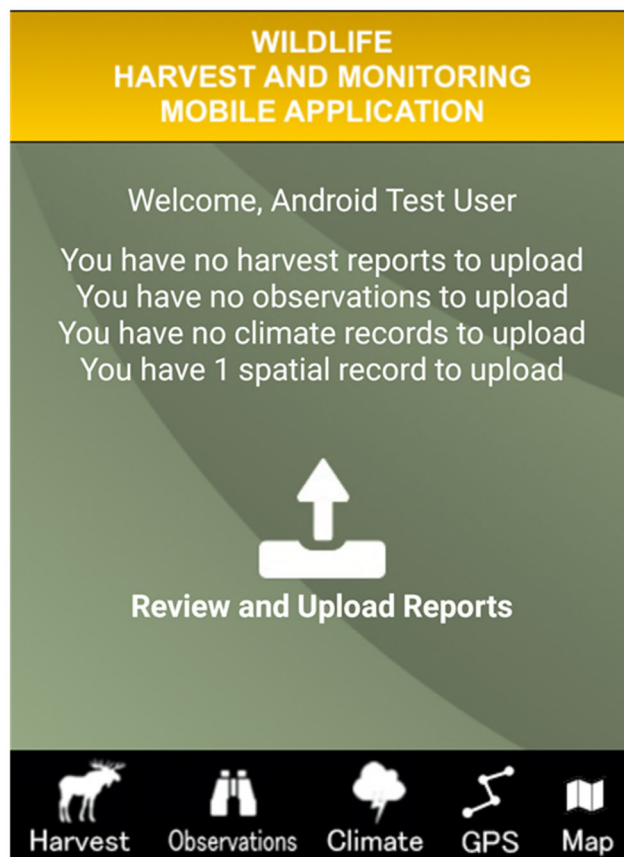 WILDLIFE
HARVEST AND MONITORING
MOBILE APPLICATION
Welcome, Android Test User
You have no harvest reports to upload
You have no observations to upload
You have no climate records to upload
You have 1 spatial record to upload
Review and Upload Reports
Harvest Observations Climate GPS Map